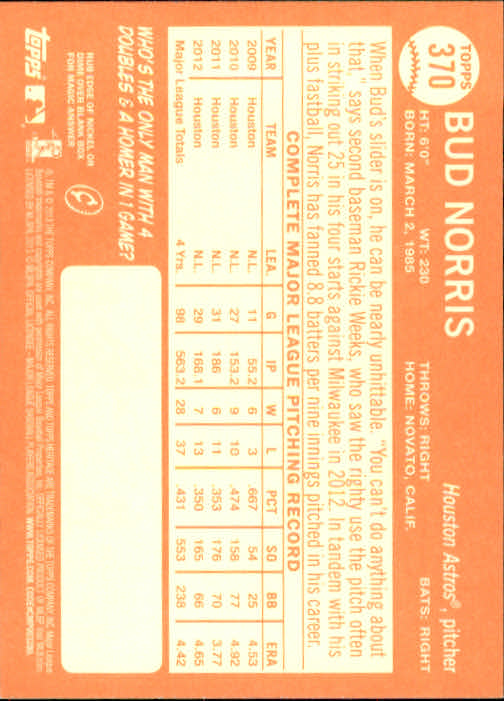 TOPPS
370
BUD NORRIS
Houston Astros®, pitcher
HT: 6'0" WT: 230 THROWS: RIGHT BATS: RIGHT
BORN: MARCH 2, 1985 HOME: NOVATO, CALIF.
When Bud's slider is on, he can be nearly unhittable. "You can't do anything about
that," says second baseman Rickie Weeks, who saw the righty use the pitch often
in striking out 25 in his four starts against Milwaukee in 2012. In tandem with his
plus fastball, Norris has fanned 8.8 batters per nine innings pitched in his career.
COMPLETE MAJOR LEAGUE PITCHING RECORD
YEAR TEAM LEA. G IP W L PCT SO BB ERA
2009 Houston N.L. 11 55.2 6 3 .667 54 25 4.53
2010 Houston N.L. 27 153.2 9 10 .474 158 77 4.92
2011 Houston N.L. 31 186 6 11 .353 176 70 3.77
2012 Houston N.L. 29 168.1 7 13 .350 165 66 4.65
Major League Totals 4 Yrs. 98 563.2 28 37 .431 553 238 4.42
WHO'S THE ONLY MAN WITH 4
DOUBLES & A HOMER IN 1 GAME?
RUB EDGE OF NICKEL OR
DIME OVER BLANK BOX
FOR MAGIC ANSWER
topps